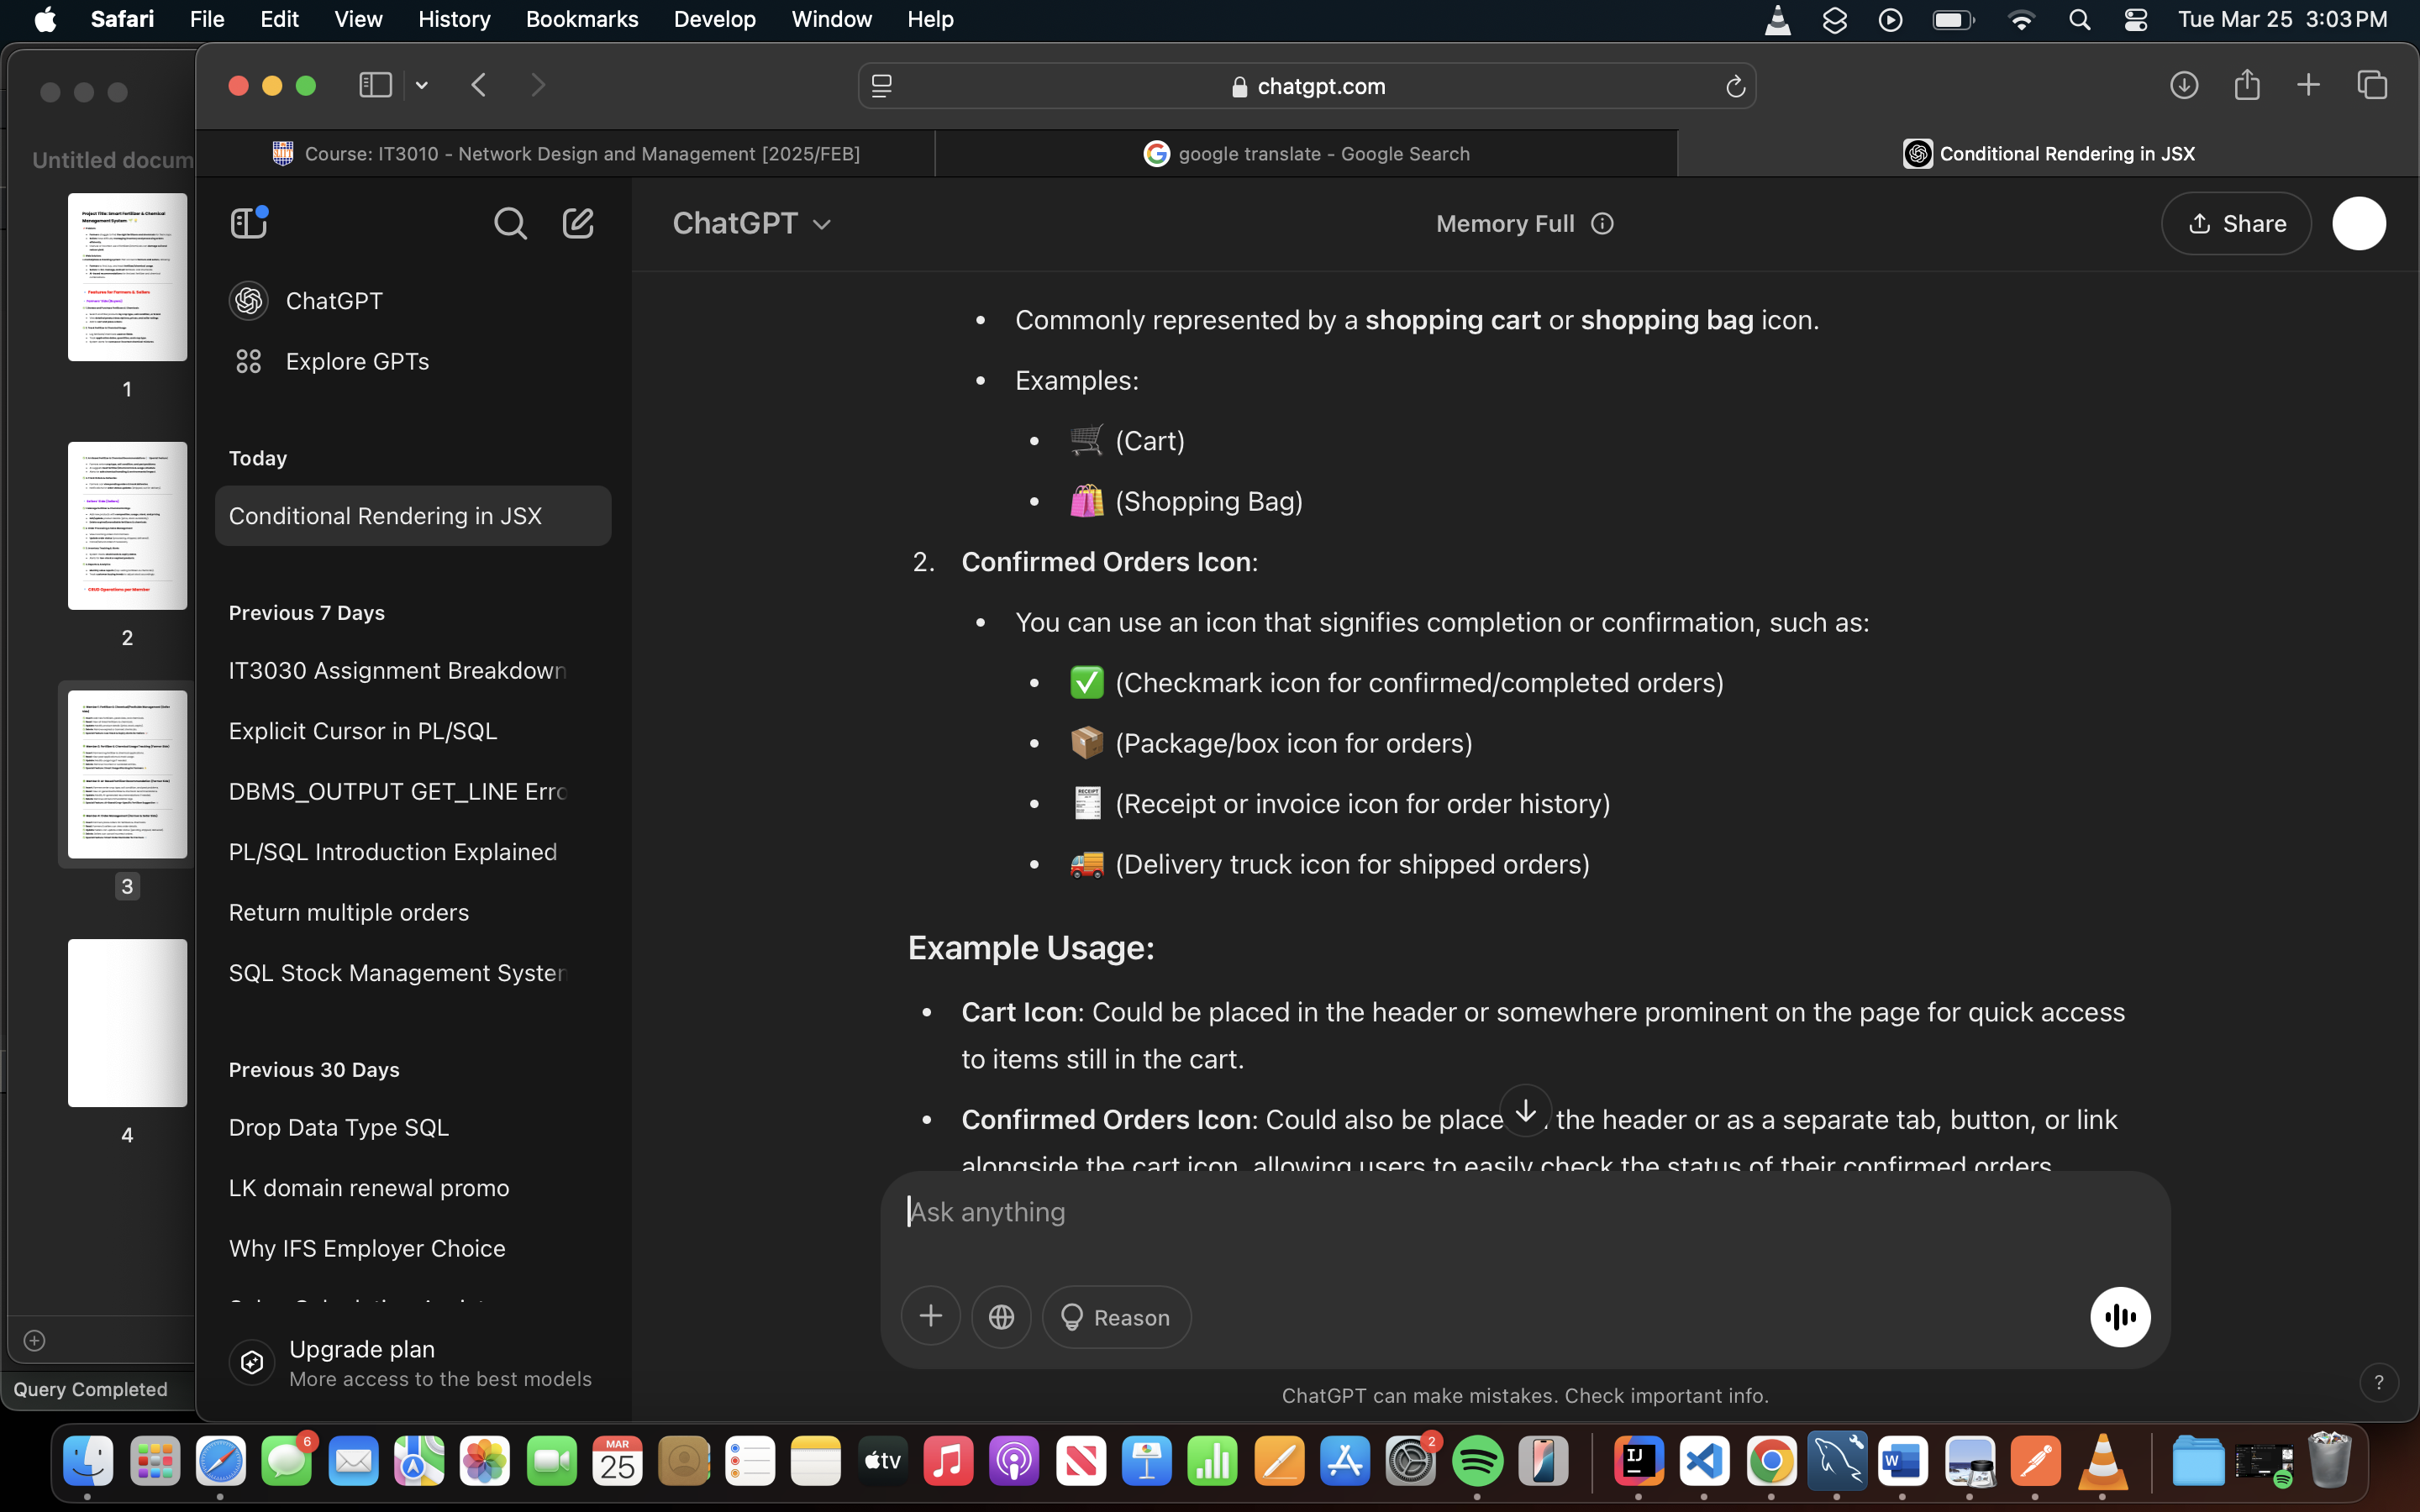 Safari File Edit View History Bookmarks Develop Window Help Tue Mar 25 3:03 PM
Untitled docum
chatgpt.com
Course: IT3010 - Network Design and Management [2025/FEB]
google translate - Google Search
Conditional Rendering in JSX
1
2
3
4
Query Completed
ChatGPT
Explore GPTs
Today
Conditional Rendering in JSX
Previous 7 Days
IT3030 Assignment Breakdown
Explicit Cursor in PL/SQL
DBMS_OUTPUT GET_LINE Erro
PL/SQL Introduction Explained
Return multiple orders
SQL Stock Management System
Previous 30 Days
Drop Data Type SQL
LK domain renewal promo
Why IFS Employer Choice
Upgrade plan
More access to the best models
ChatGPT
Memory Full
Share
• Commonly represented by a shopping cart or shopping bag icon.
• Examples:
• 🛒 (Cart)
• 🛍️ (Shopping Bag)
2. Confirmed Orders Icon:
• You can use an icon that signifies completion or confirmation, such as:
• ✅ (Checkmark icon for confirmed/completed orders)
• 📦 (Package/box icon for orders)
• 🧾 (Receipt or invoice icon for order history)
• 🚚 (Delivery truck icon for shipped orders)
Example Usage:
• Cart Icon: Could be placed in the header or somewhere prominent on the page for quick access
to items still in the cart.
• Confirmed Orders Icon: Could also be place the header or as a separate tab, button, or link
alongside the cart icon, allowing users to easily check the status of their confirmed orders.
Ask anything
Reason
ChatGPT can make mistakes. Check important info.
?
6
MAR
25
tv
2
IJ
W